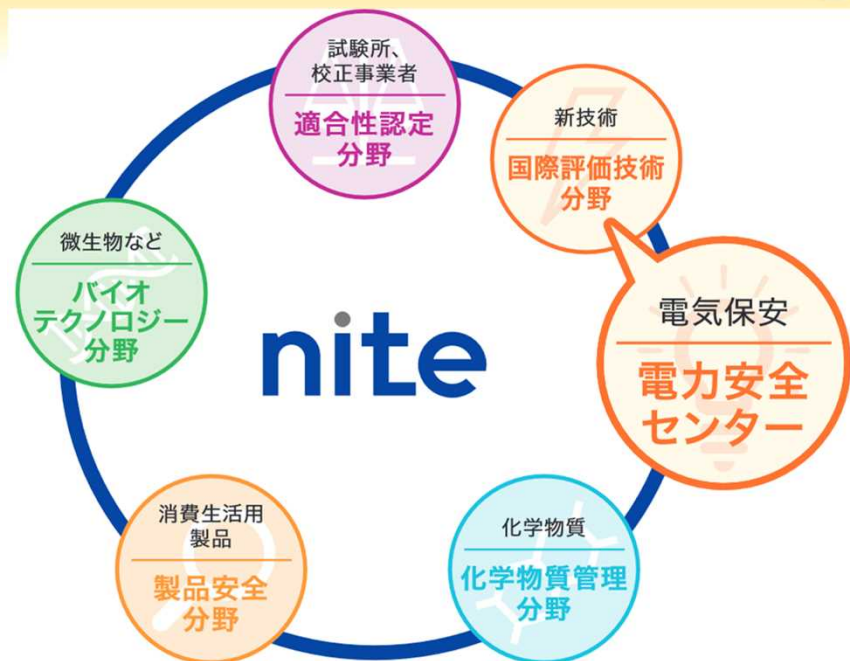 試験所、
校正事業者
適合性認定
分野
新技術
国際評価技術
分野
電気保安
電力安全
センター
微生物など
バイオ
テクノロジー
分野
nite
消費生活用
製品
製品安全
分野
化学物質
化学物質管理
分野